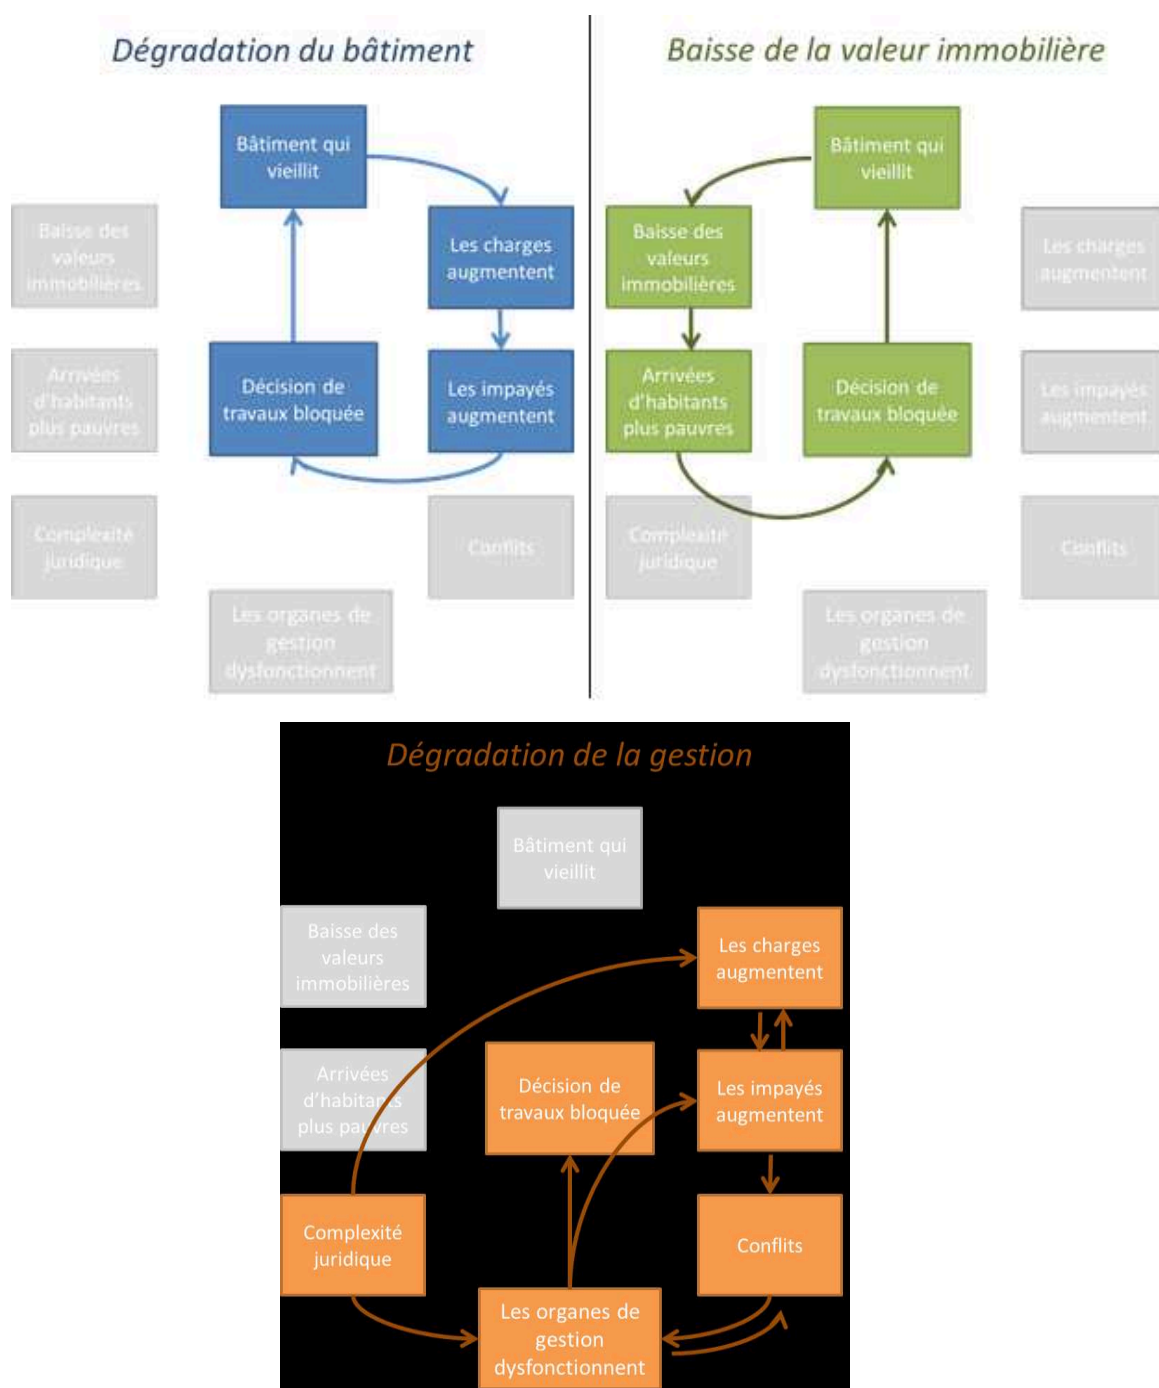 Dégradation du bâtiment
Bâtiment qui
vieillit
Baisse des
valeurs
immobilières
Les charges
augmentent
Arrivées
d'habitants
plus pauvres
Décision de
travaux bloquée
Les impayés
augmentent
Complexité
juridique
Conflits
Les organes de
gestion
dysfonctionnent
Baisse de la valeur immobilière
Bâtiment qui
vieillit
Baisse des
valeurs
immobilières
Les charges
augmentent
Arrivées
d'habitants
plus pauvres
Décision de
travaux bloquée
Les impayés
augmentent
Complexité
juridique
Conflits
Les organes de
gestion
dysfonctionnent
Dégradation de la gestion
Bâtiment qui
vieillit
Baisse des
valeurs
immobilières
Les charges
augmentent
Arrivées
d'habitants
plus pauvres
Décision de
travaux bloquée
Les impayés
augmentent
Complexité
juridique
Conflits
Les organes de
gestion
dysfonctionnent